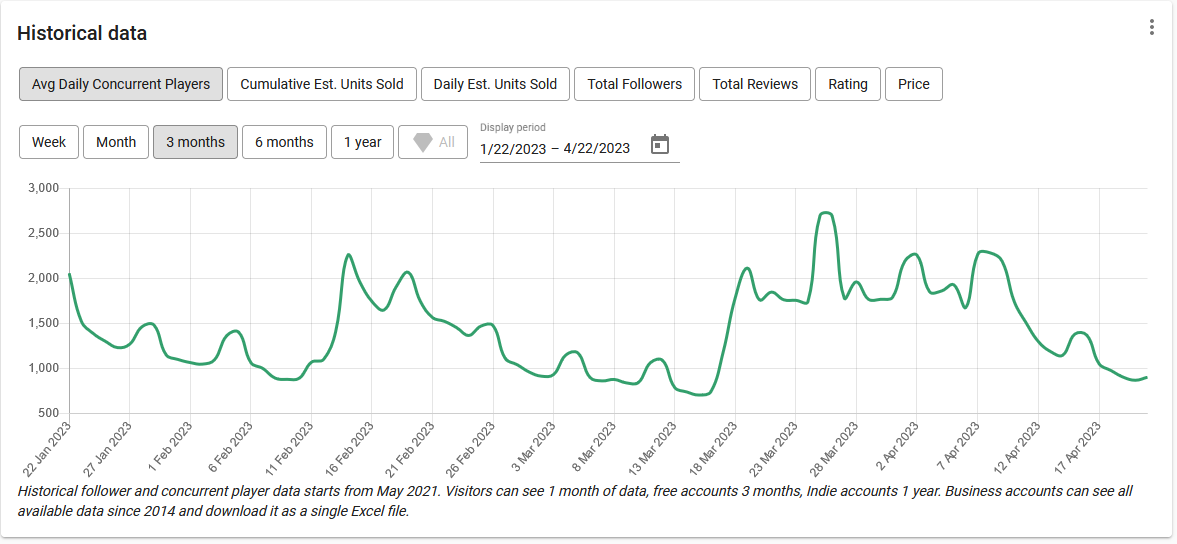 Historical data
Avg Daily Concurrent Players
Cumulative Est. Units Sold
Daily Est. Units Sold
Total Followers
Total Reviews
Rating
Price
Week
Month
3 months
6 months
1 year
All
Display period
1/22/2023 – 4/22/2023
3,000
2,500
2,000
1,500
1,000
500
22 Jan 2023
27 Jan 2023
1 Feb 2023
6 Feb 2023
11 Feb 2023
16 Feb 2023
21 Feb 2023
26 Feb 2023
3 Mar 2023
8 Mar 2023
13 Mar 2023
18 Mar 2023
23 Mar 2023
28 Mar 2023
2 Apr 2023
7 Apr 2023
12 Apr 2023
17 Apr 2023
Historical follower and concurrent player data starts from May 2021. Visitors can see 1 month of data, free accounts 3 months, Indie accounts 1 year. Business accounts can see all
available data since 2014 and download it as a single Excel file.